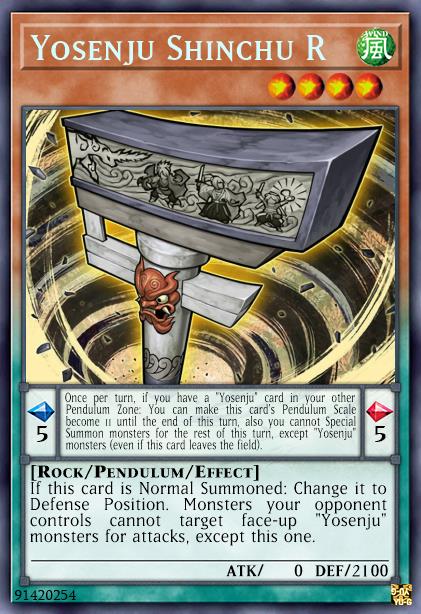 YOSENJU SHINCHU R
WIND
風
5
Once per turn, if you have a "Yosenju" card in your other
Pendulum Zone: You can make this card's Pendulum Scale
become 11 until the end of this turn, also you cannot Special
Summon monsters for the rest of this turn, except "Yosenju"
monsters (even if this card leaves the field).
5
[ROCK/PENDULUM/EFFECT]
If this card is Normal Summoned: Change it to
Defense Position. Monsters your opponent
controls cannot target face-up "Yosenju"
monsters for attacks, except this one.
ATK/ 0 DEF/2100
91420254